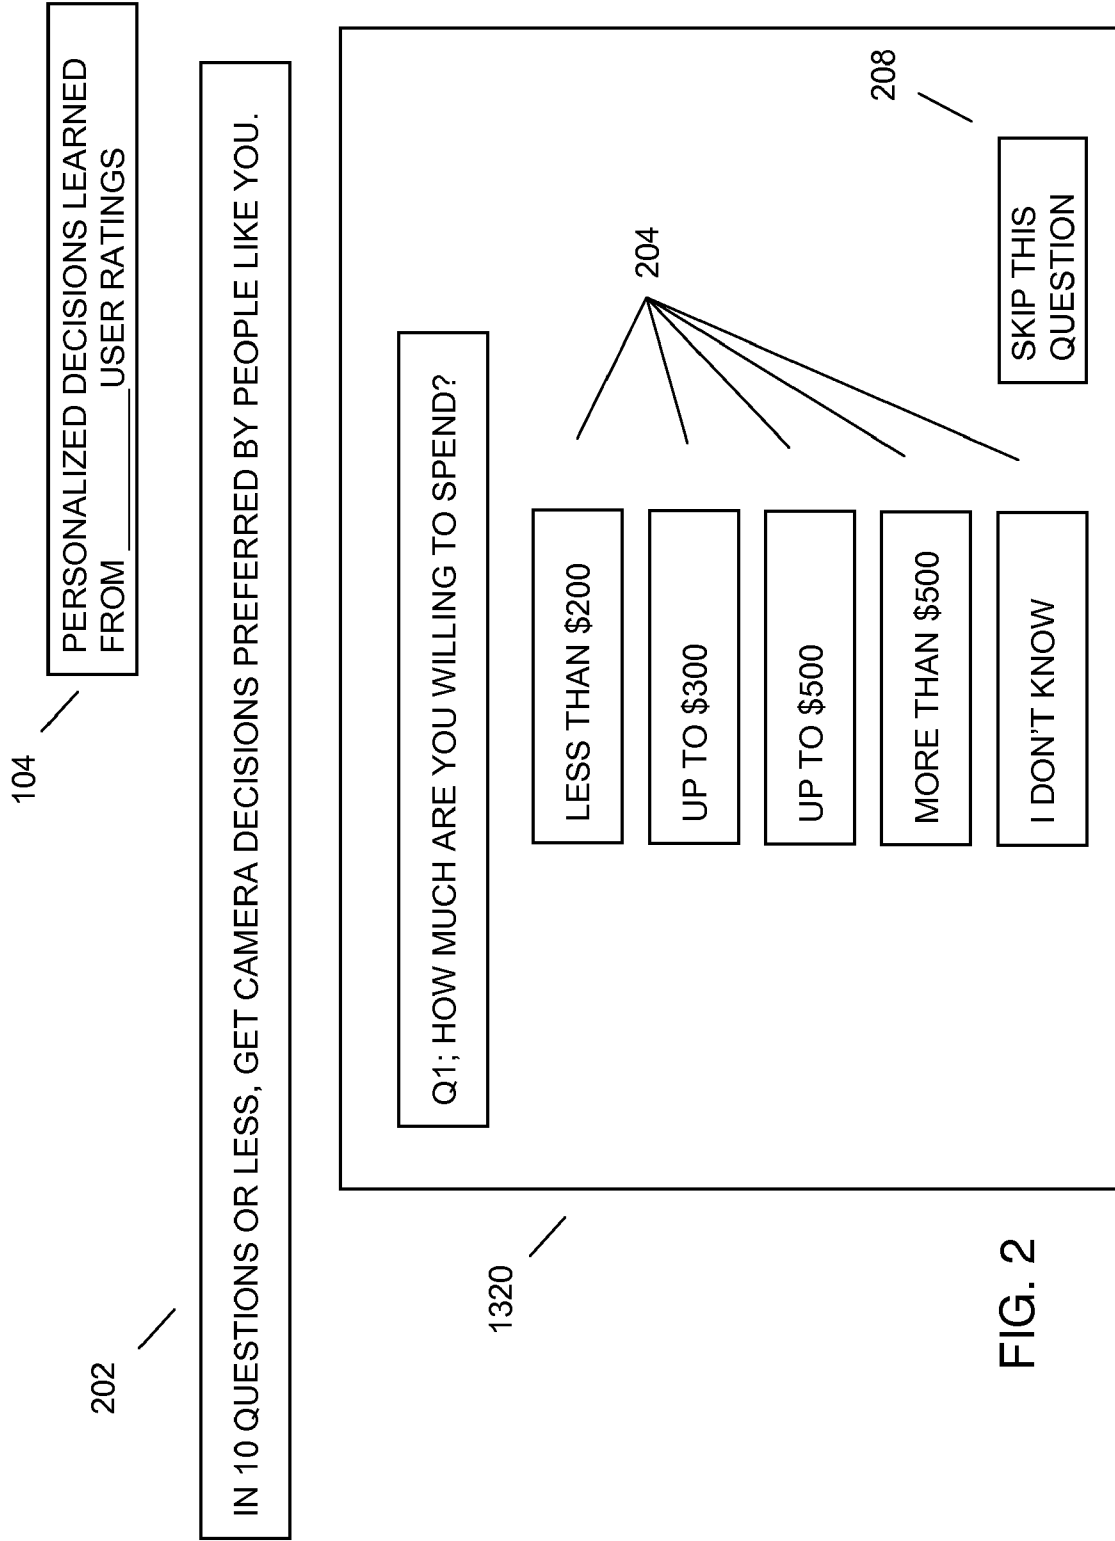 104
PERSONALIZED DECISIONS LEARNED
FROM ________ USER RATINGS
202
IN 10 QUESTIONS OR LESS, GET CAMERA DECISIONS PREFERRED BY PEOPLE LIKE YOU.
1320
Q1; HOW MUCH ARE YOU WILLING TO SPEND?
LESS THAN $200
UP TO $300
UP TO $500
MORE THAN $500
I DON'T KNOW
204
208
SKIP THIS
QUESTION
FIG. 2